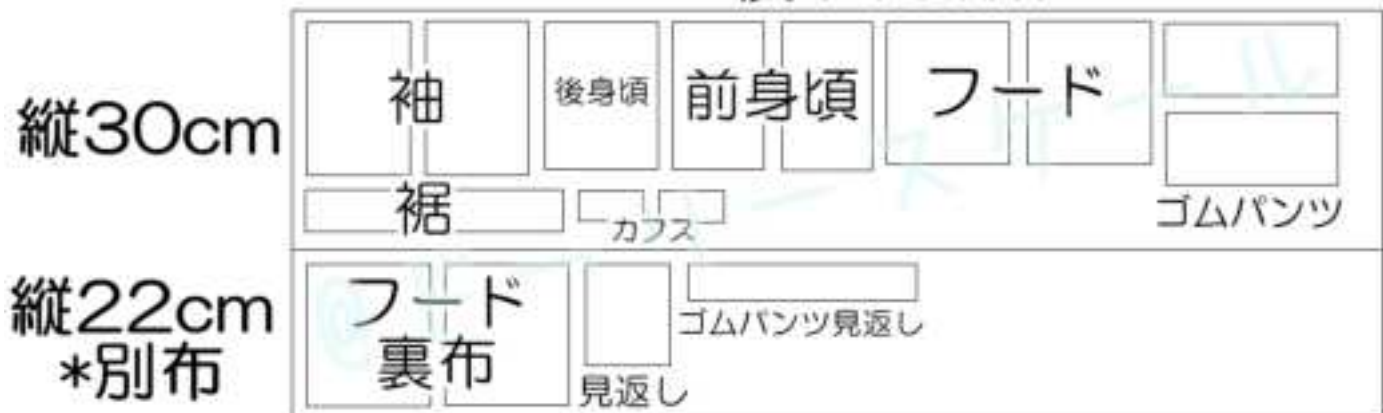 縦30cm
袖
後身頃
前身頃
フード
ゴムパンツ
裾
カフス
縦22cm
*別布
フード
裏布
見返し
ゴムパンツ見返し